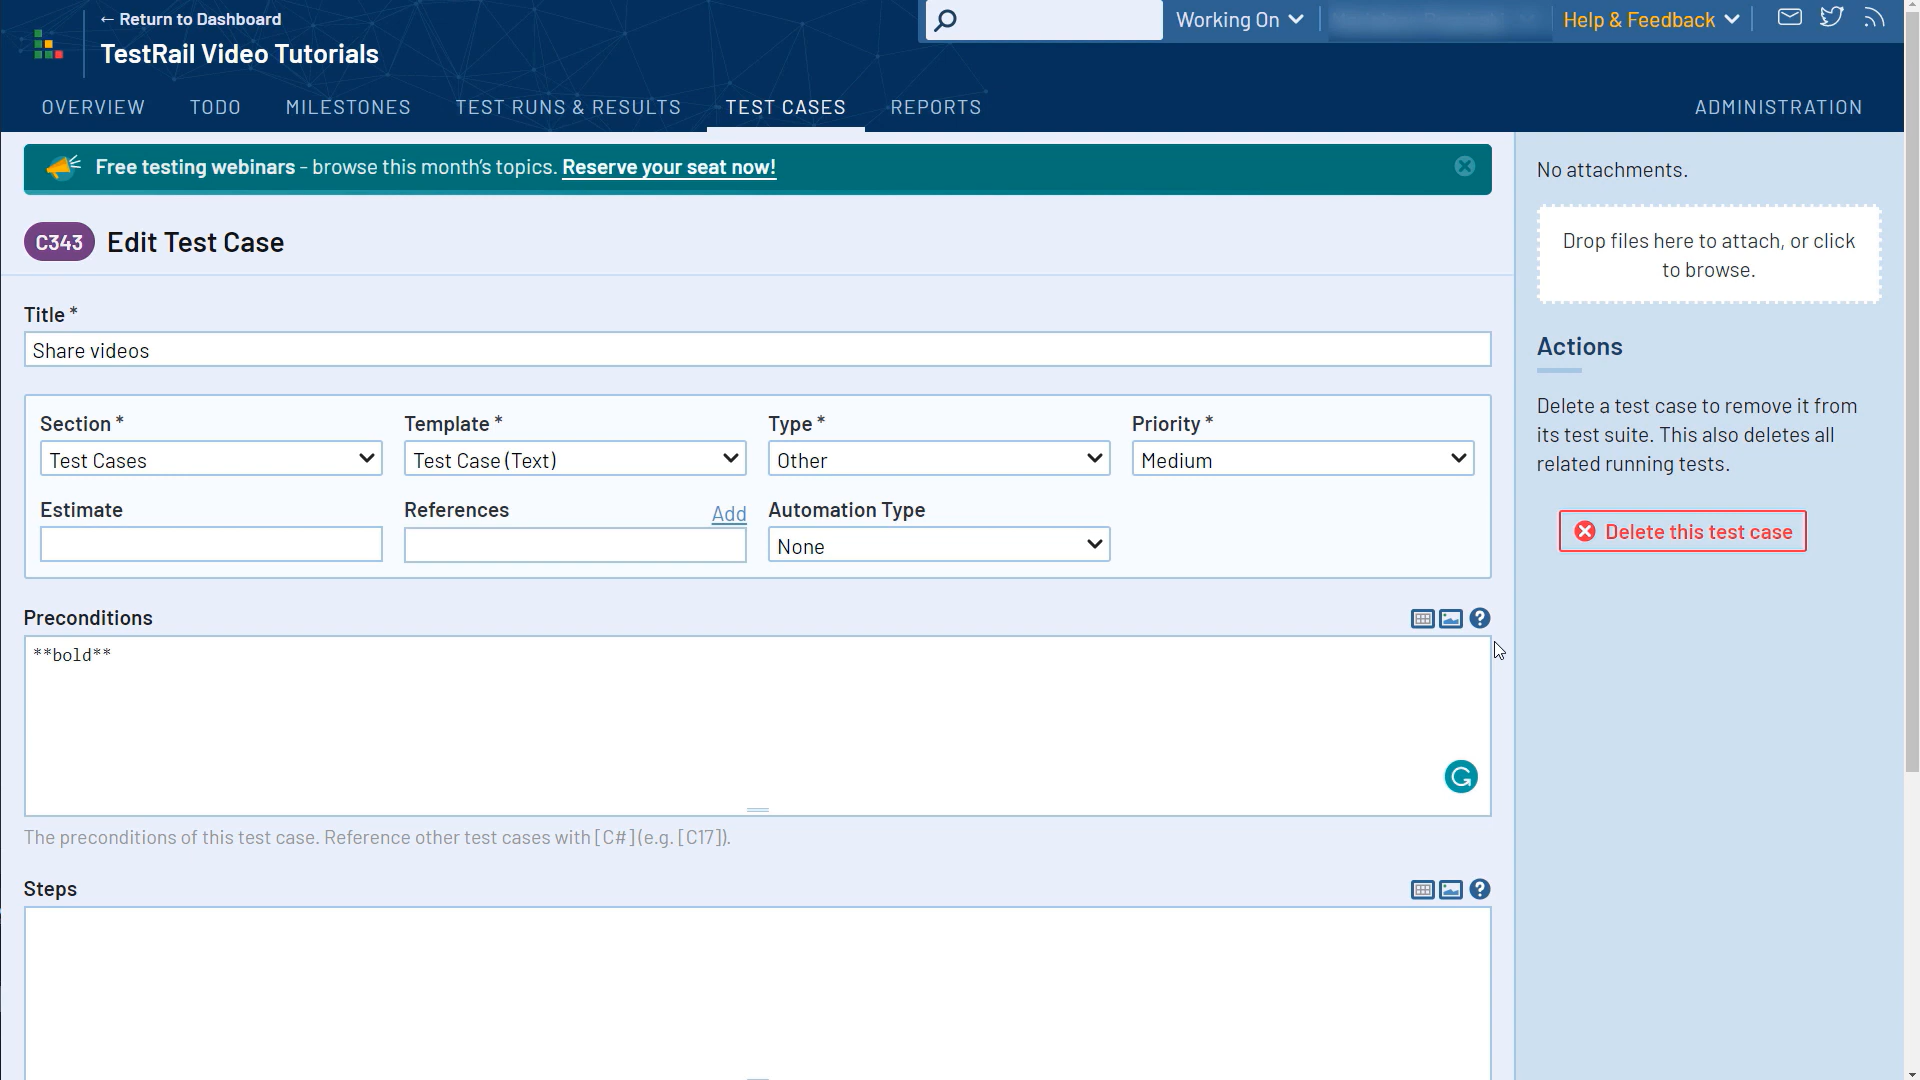 ← Return to Dashboard
TestRail Video Tutorials
Working On
Help & Feedback
OVERVIEW TODO MILESTONES TEST RUNS & RESULTS TEST CASES REPORTS ADMINISTRATION
Free testing webinars - browse this month's topics. Reserve your seat now!
C343 Edit Test Case
Title *
Share videos
Section * Template * Type * Priority *
Test Cases Test Case (Text) Other Medium
Estimate References Add Automation Type
None
Preconditions
**bold**
The preconditions of this test case. Reference other test cases with [C#] (e.g. [C17]).
Steps
No attachments.
Drop files here to attach, or click
to browse.
Actions
Delete a test case to remove it from
its test suite. This also deletes all
related running tests.
Delete this test case